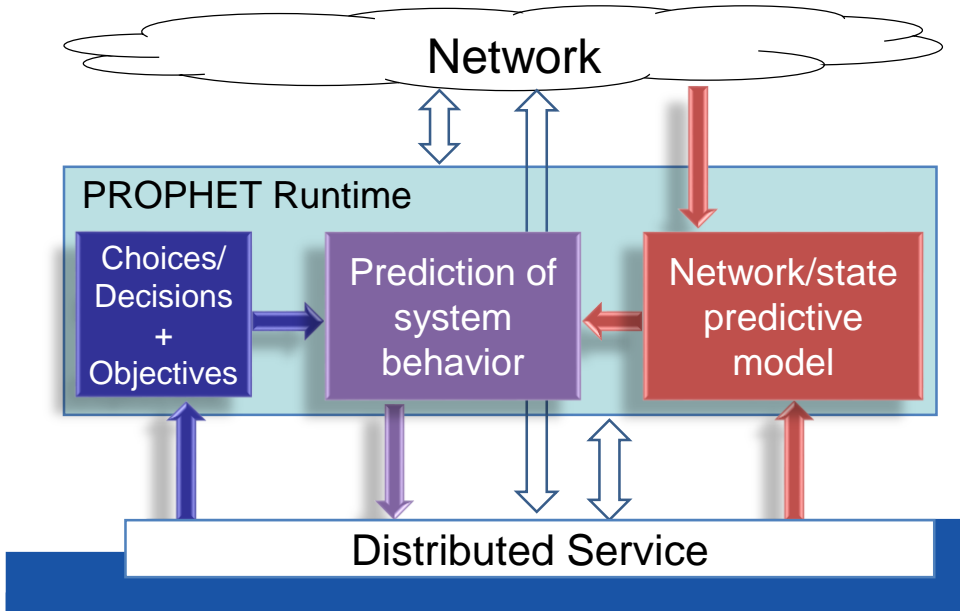 Network
PROPHET Runtime
Choices/
Decisions
+
Objectives
Prediction of
system
behavior
Network/state
predictive
model
Distributed Service